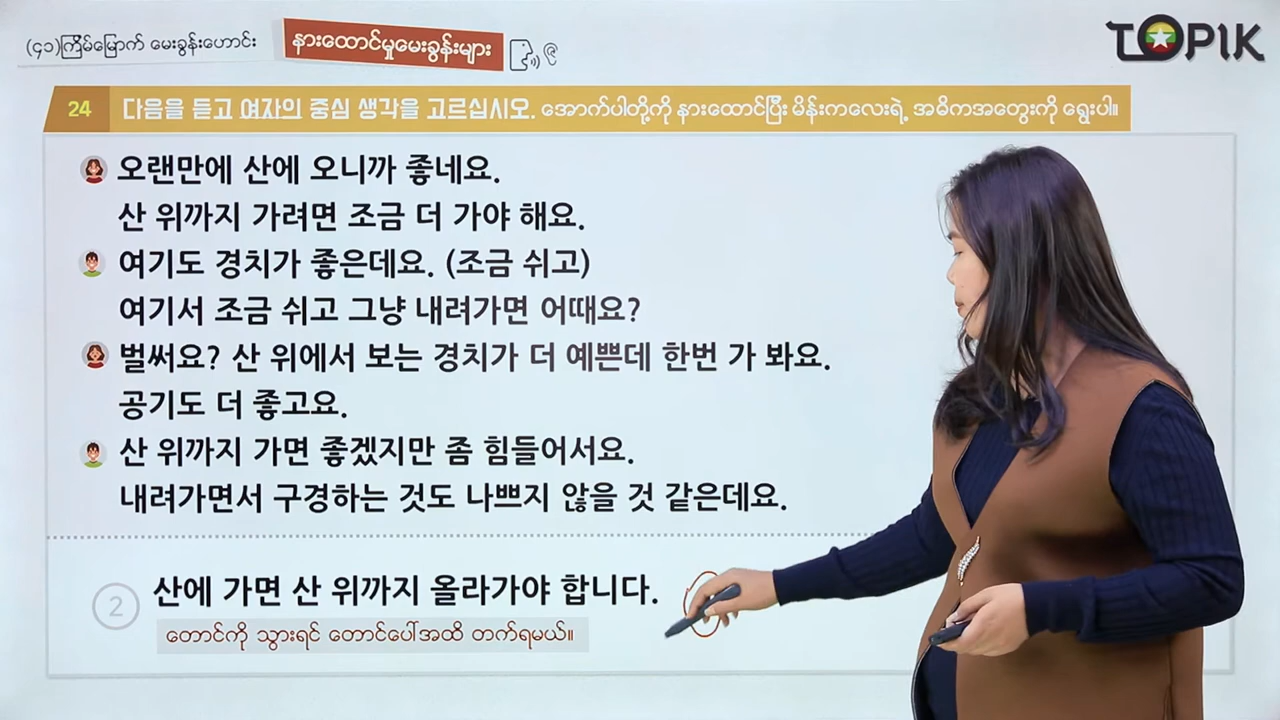 (၄၁)ကြိမ်မြောက် မေးခွန်းဟောင်း
နားထောင်မှုမေးခွန်းများ
၉
TOPIK
24 다음을 듣고 여자의 중심 생각을 고르십시오. အောက်ပါတို့ကို နားထောင်ပြီး မိန်းကလေးရဲ့ အဓိကအတွေးကို ရွေးပါ။
오랜만에 산에 오니까 좋네요.
산 위까지 가려면 조금 더 가야 해요.
여기도 경치가 좋은데요. (조금 쉬고)
여기서 조금 쉬고 그냥 내려가면 어때요?
벌써요? 산 위에서 보는 경치가 더 예쁜데 한번 가 봐요.
공기도 더 좋고요.
산 위까지 가면 좋겠지만 좀 힘들어서요.
내려가면서 구경하는 것도 나쁘지 않을 것 같은데요.
2 산에 가면 산 위까지 올라가야 합니다.
တောင်ကို သွားရင် တောင်ပေါ်အထိ တက်ရမယ်။